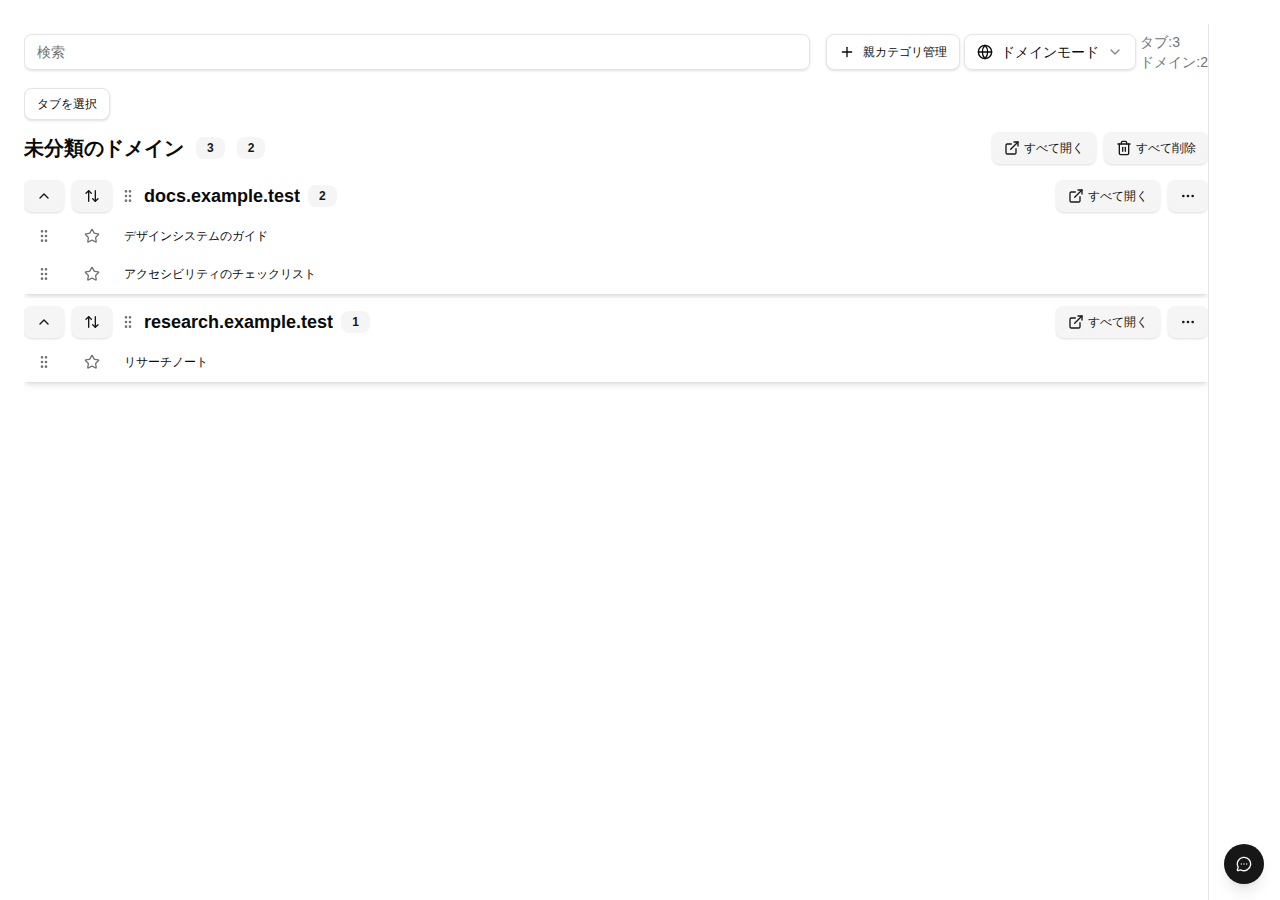 検索
親カテゴリ管理
ドメインモード
タブ:3
ドメイン:2
タブを選択
未分類のドメイン 3 2
すべて開く
すべて削除
docs.example.test 2
すべて開く
デザインシステムのガイド
アクセシビリティのチェックリスト
research.example.test 1
すべて開く
リサーチノート